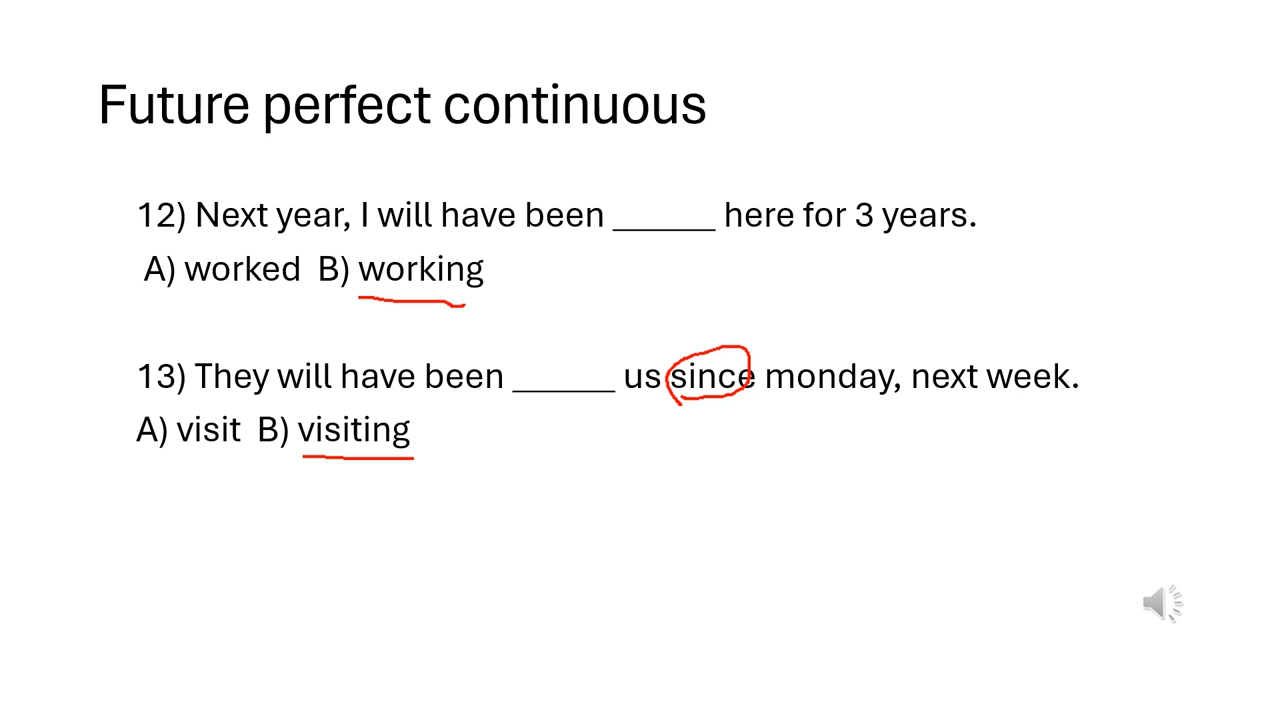 Future perfect continuous
12) Next year, I will have been ______ here for 3 years.
A) worked B) working
13) They will have been ______ us since monday, next week.
A) visit B) visiting